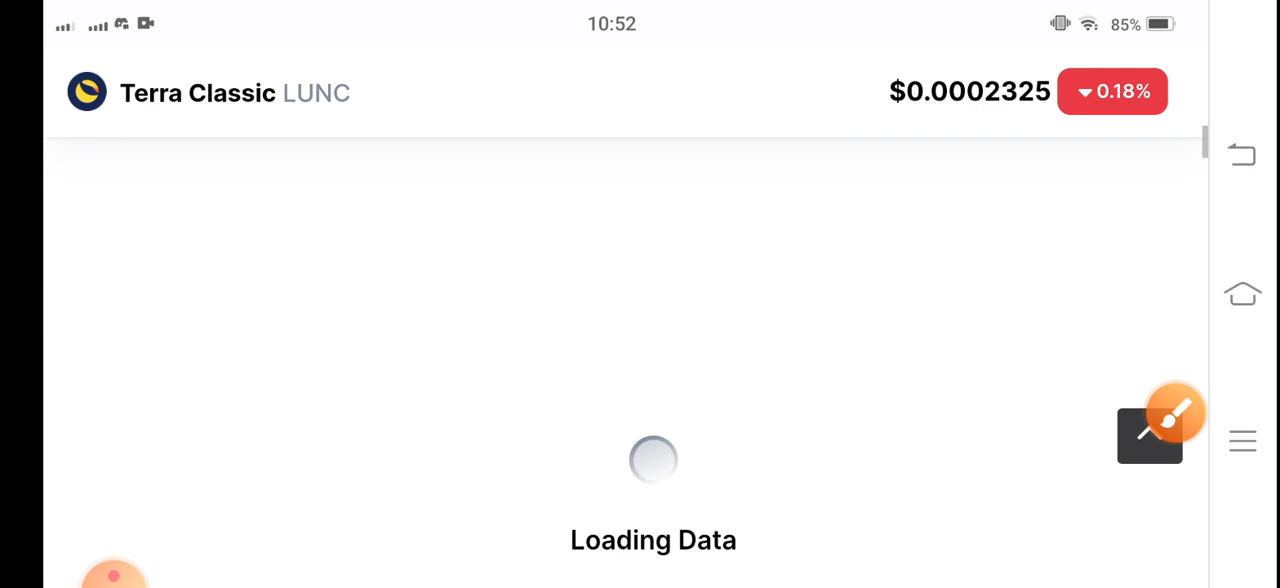 10:52
85%
Terra Classic LUNC
$0.0002325
0.18%
Loading Data